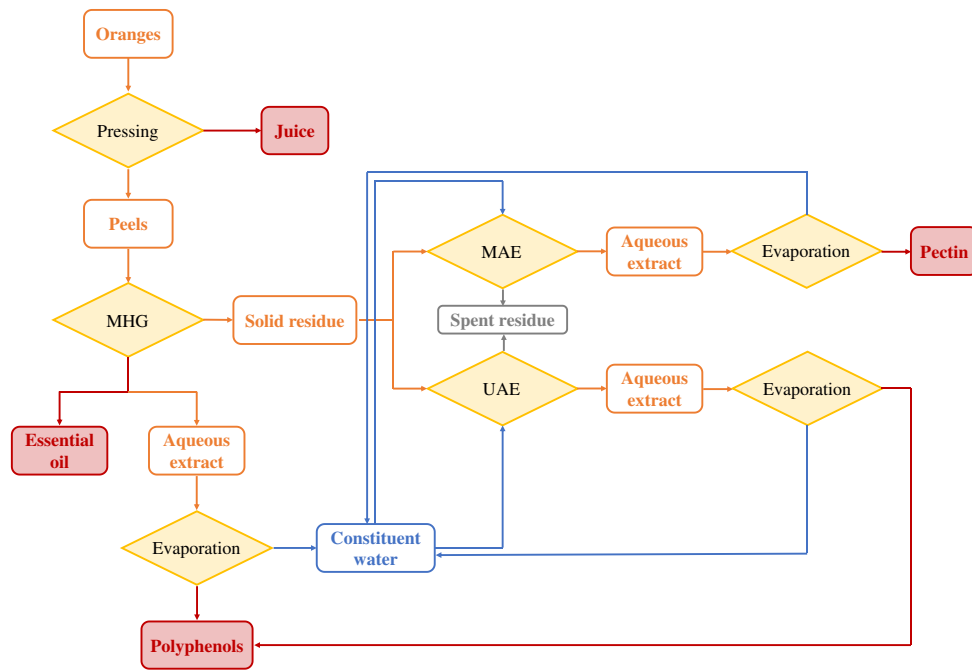 Oranges
Pressing
Juice
Peels
MHG
Solid residue
MAE
Aqueous
extract
Evaporation
Pectin
Spent residue
UAE
Aqueous
extract
Evaporation
Essential
oil
Aqueous
extract
Evaporation
Constituent
water
Polyphenols